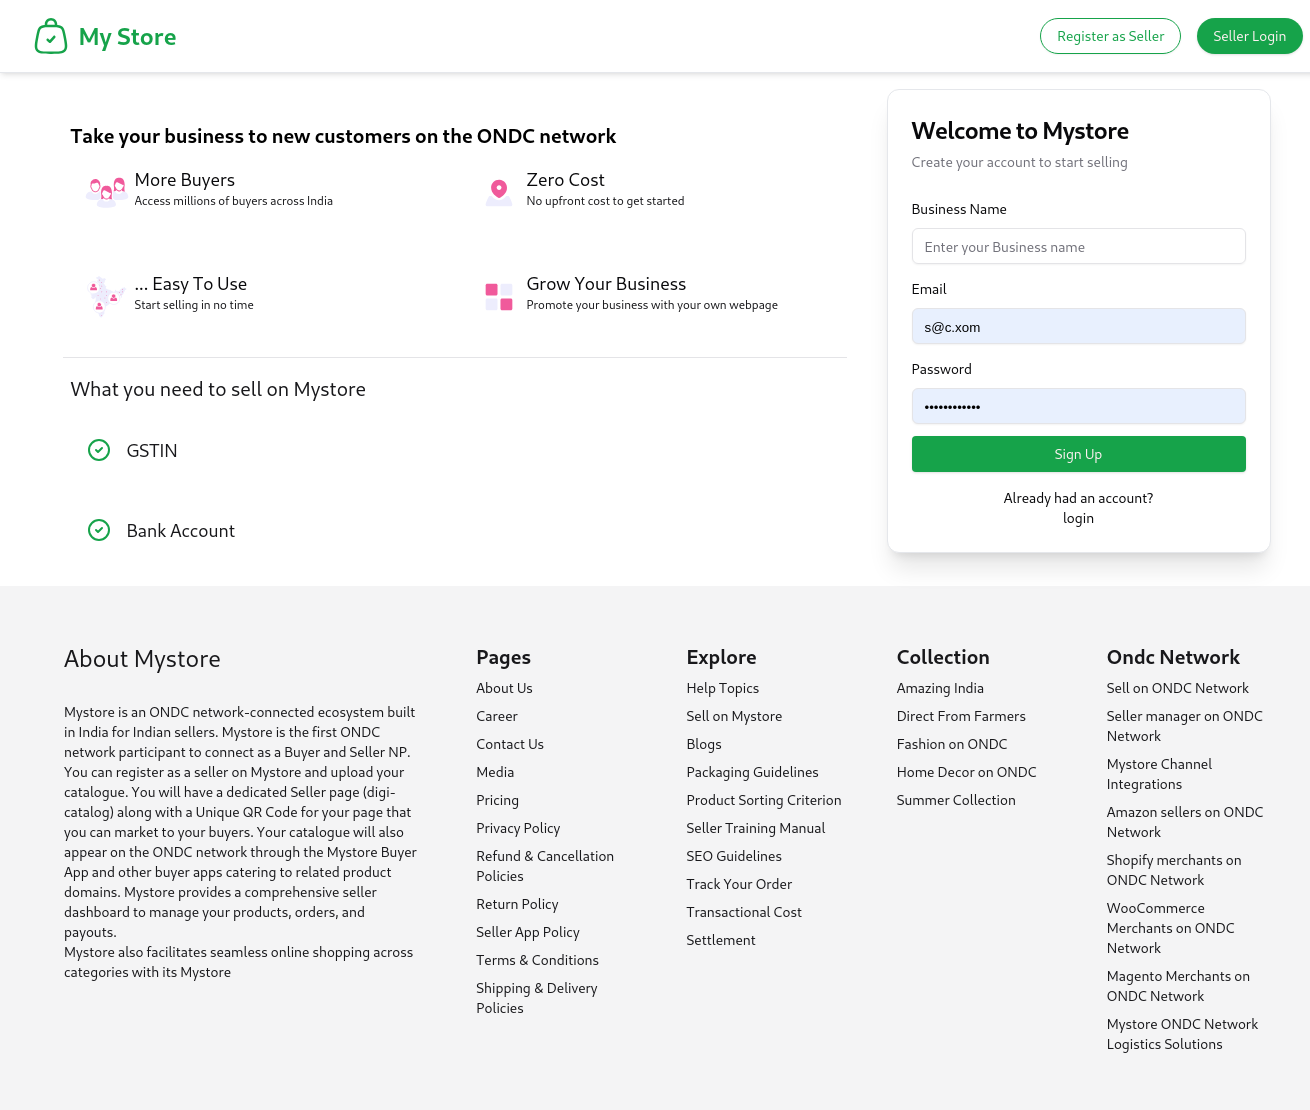 My Store
Register as Seller
Seller Login
Take your business to new customers on the ONDC network
More Buyers
Access millions of buyers across India
Zero Cost
No upfront cost to get started
... Easy To Use
Start selling in no time
Grow Your Business
Promote your business with your own webpage
What you need to sell on Mystore
GSTIN
Bank Account
Welcome to Mystore
Create your account to start selling
Business Name
Enter your Business name
Email
s@c.xom
Password
••••••••••••
Sign Up
Already had an account?
login
About Mystore
Mystore is an ONDC network-connected ecosystem built
in India for Indian sellers. Mystore is the first ONDC
network participant to connect as a Buyer and Seller NP.
You can register as a seller on Mystore and upload your
catalogue. You will have a dedicated Seller page (digi-
catalog) along with a Unique QR Code for your page that
you can market to your buyers. Your catalogue will also
appear on the ONDC network through the Mystore Buyer
App and other buyer apps catering to related product
domains. Mystore provides a comprehensive seller
dashboard to manage your products, orders, and
payouts.
Mystore also facilitates seamless online shopping across
categories with its Mystore
Pages
About Us
Career
Contact Us
Media
Pricing
Privacy Policy
Refund & Cancellation
Policies
Return Policy
Seller App Policy
Terms & Conditions
Shipping & Delivery
Policies
Explore
Help Topics
Sell on Mystore
Blogs
Packaging Guidelines
Product Sorting Criterion
Seller Training Manual
SEO Guidelines
Track Your Order
Transactional Cost
Settlement
Collection
Amazing India
Direct From Farmers
Fashion on ONDC
Home Decor on ONDC
Summer Collection
Ondc Network
Sell on ONDC Network
Seller manager on ONDC
Network
Mystore Channel
Integrations
Amazon sellers on ONDC
Network
Shopify merchants on
ONDC Network
WooCommerce
Merchants on ONDC
Network
Magento Merchants on
ONDC Network
Mystore ONDC Network
Logistics Solutions